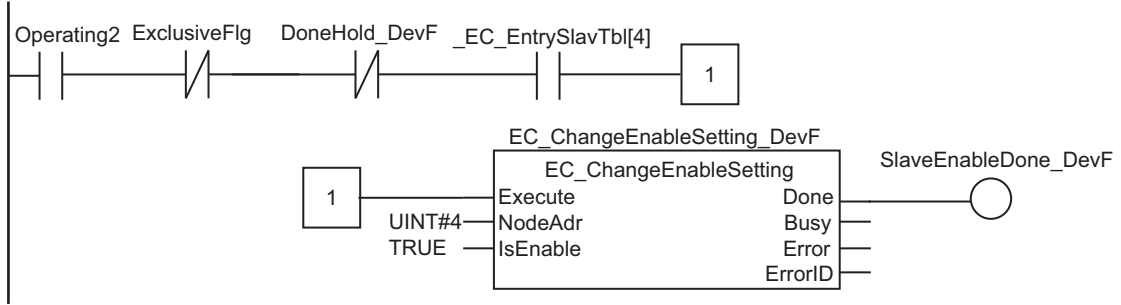 Operating2 ExclusiveFlg DoneHold_DevF _EC_EntrySlavTbl[4]
1
EC_ChangeEnableSetting_DevF
EC_ChangeEnableSetting
SlaveEnableDone_DevF
1 Execute Done
UINT#4 NodeAdr Busy
TRUE IsEnable Error
ErrorID